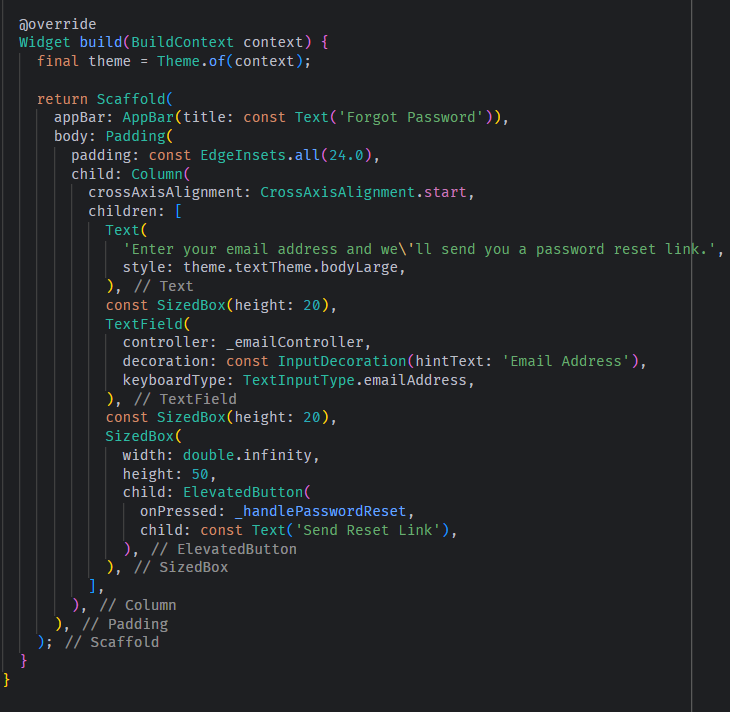 @override
Widget build(BuildContext context) {
  final theme = Theme.of(context);

  return Scaffold(
    appBar: AppBar(title: const Text('Forgot Password')),
    body: Padding(
      padding: const EdgeInsets.all(24.0),
      child: Column(
        crossAxisAlignment: CrossAxisAlignment.start,
        children: [
          Text(
            'Enter your email address and we\'ll send you a password reset link.',
            style: theme.textTheme.bodyLarge,
          ), // Text
          const SizedBox(height: 20),
          TextField(
            controller: _emailController,
            decoration: const InputDecoration(hintText: 'Email Address'),
            keyboardType: TextInputType.emailAddress,
          ), // TextField
          const SizedBox(height: 20),
          SizedBox(
            width: double.infinity,
            height: 50,
            child: ElevatedButton(
              onPressed: _handlePasswordReset,
              child: const Text('Send Reset Link'),
            ), // ElevatedButton
          ), // SizedBox
        ],
      ), // Column
    ), // Padding
  ); // Scaffold
}
}